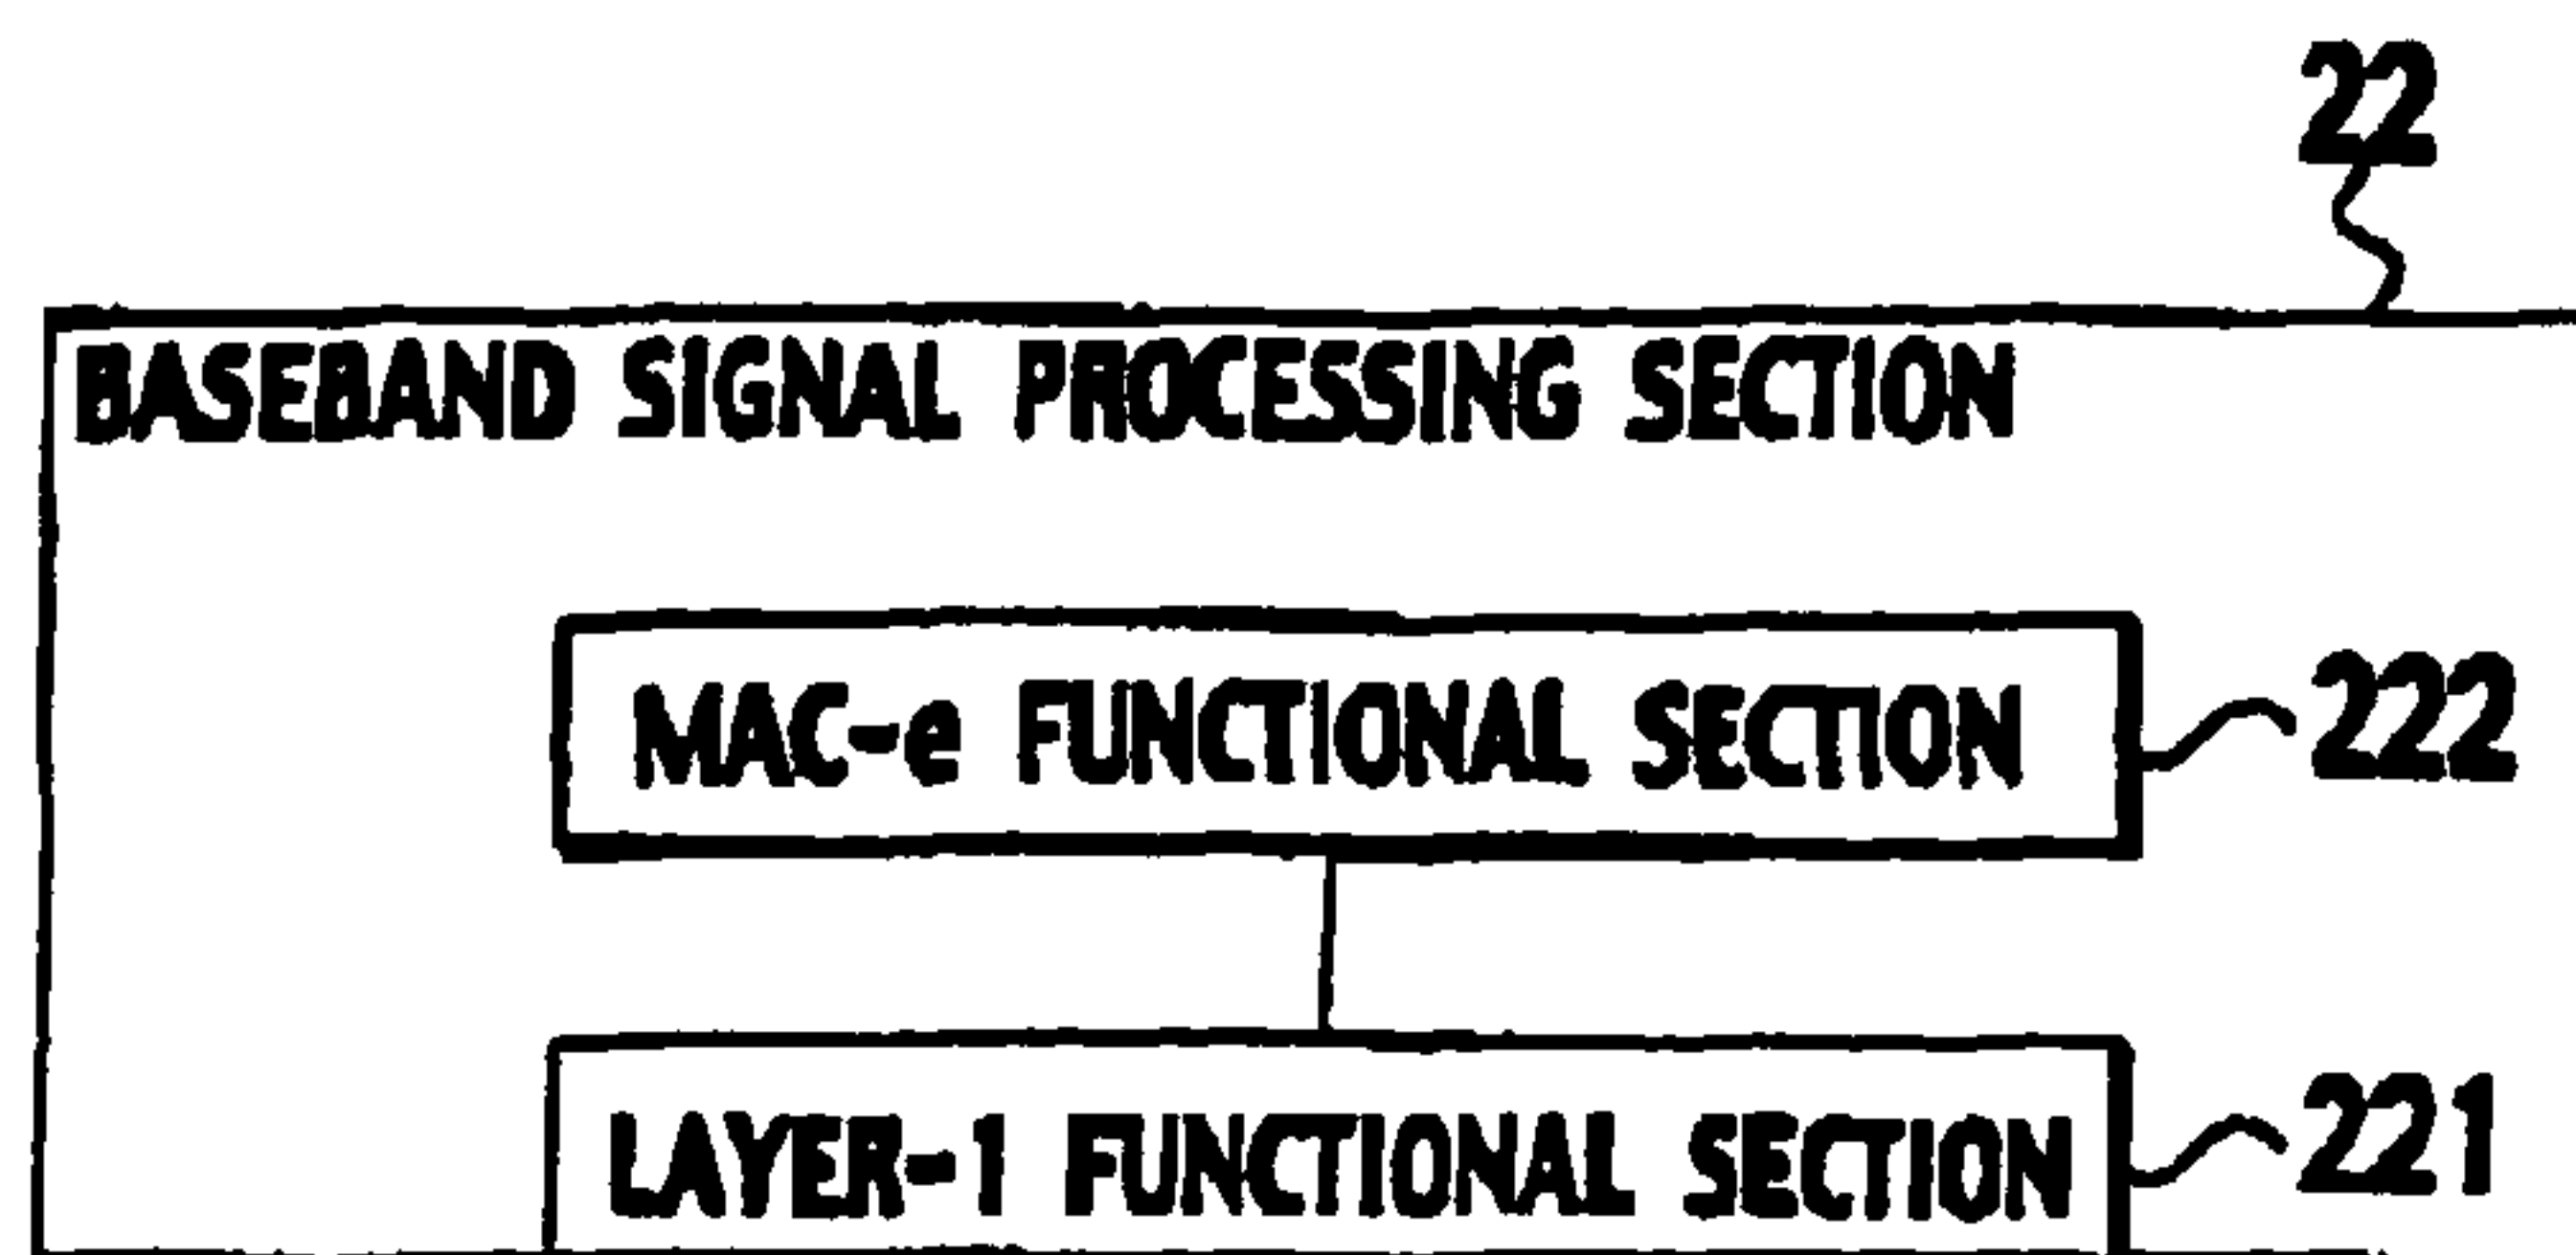 22
BASEBAND SIGNAL PROCESSING SECTION
MAC-e FUNCTIONAL SECTION
222
LAYER-1 FUNCTIONAL SECTION
221